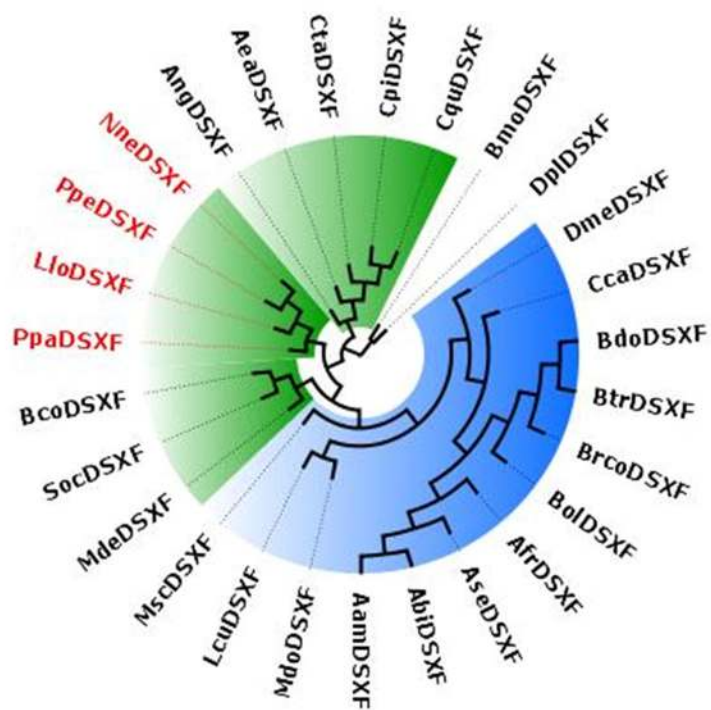 NneDSXF
AngDSXF
AeaDSXF
CtaDSXF
CpiDSXF
CquDSXF
BmoDSXF
DplDSXF
DmeDSXF
CcaDSXF
BdoDSXF
BtrDSXF
BrcoDSXF
BolDSXF
AfrDSXF
AseDSXF
AbiDSXF
AamDSXF
MdoDSXF
LcuDSXF
MscDSXF
MdeDSXF
SocDSXF
BcoDSXF
PpaDSXF
LloDSXF
PpeDSXF